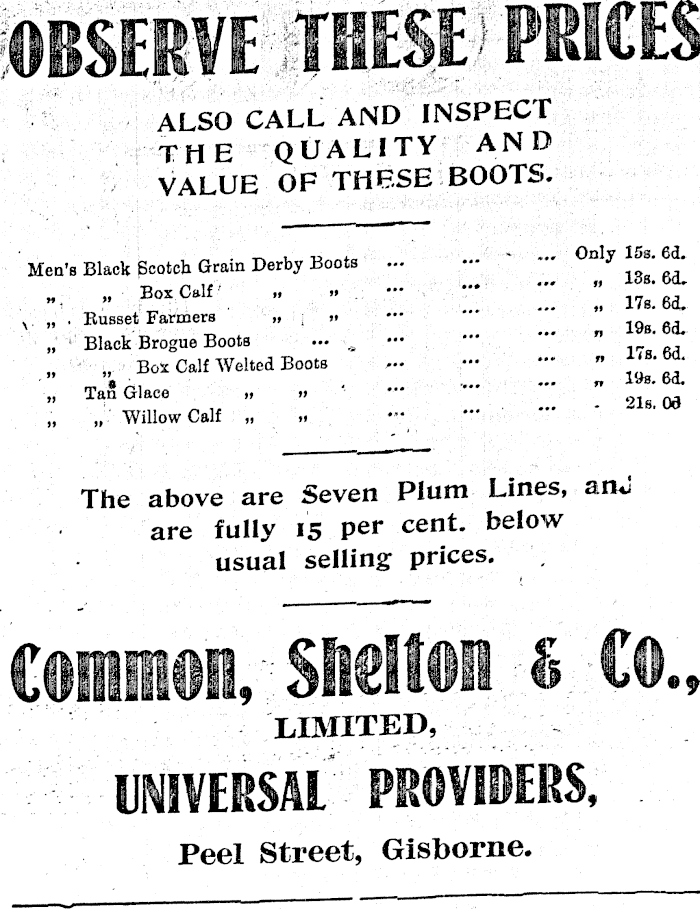 OBSERVE THESE PRICES
ALSO CALL AND INSPECT
THE QUALITY AND
VALUE OF THESE BOOTS.
Men's Black Scotch Grain Derby Boots ... ... ... Only 15s. 6d.
„ „ Box Calf „ „ ... ... ... „ 13s. 6d.
„ Russet Farmers „ „ ... ... ... „ 17s. 6d.
„ Black Brogue Boots ... ... ... ... „ 19s. 6d.
„ „ Box Calf Welted Boots ... ... ... „ 17s. 6d.
„ Tan Glace „ „ ... ... ... „ 19s. 6d.
„ „ Willow Calf „ „ ... ... ... 21s. 0d
The above are Seven Plum Lines, and
are fully 15 per cent. below
usual selling prices.
Common, Shelton & Co.,
LIMITED,
UNIVERSAL PROVIDERS,
Peel Street, Gisborne.